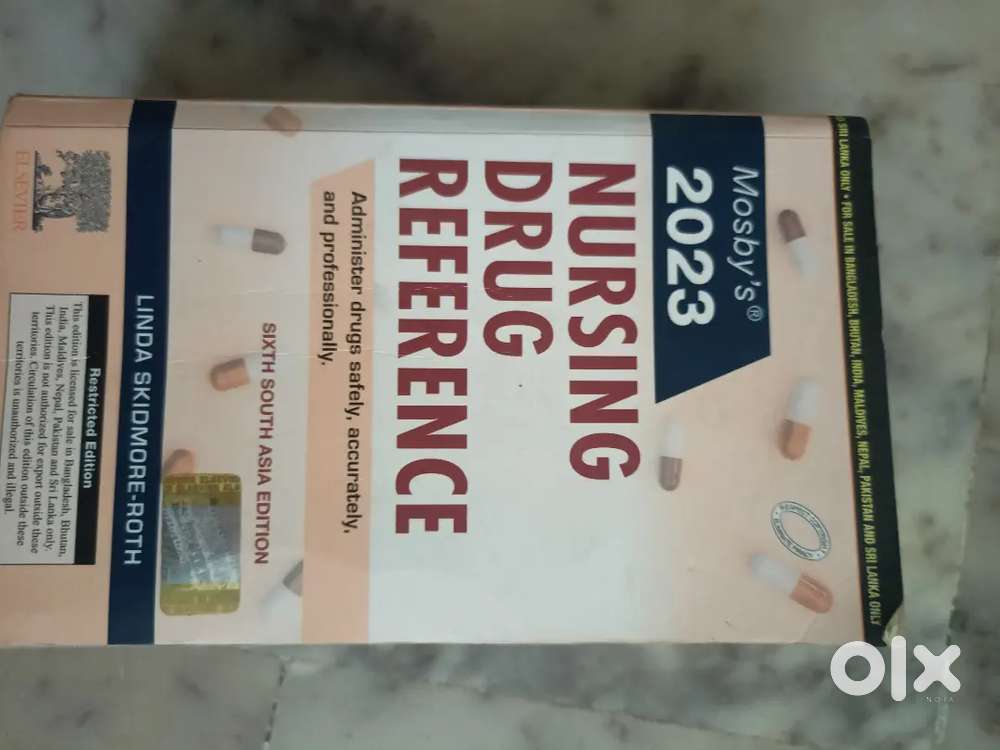 D SRI LANKA ONLY • FOR SALE IN BANGLADESH, BHUTAN, INDIA, MALDIVES, NEPAL, PAKISTAN AND SRI LANKA ONLY
Mosby's®
2023
NURSING
DRUG
REFERENCE
Administer drugs safely, accurately,
and professionally.
SIXTH SOUTH ASIA EDITION
LINDA SKIDMORE-ROTH
ELSEVIER
Restricted Edition
This edition is licensed for sale in Bangladesh, Bhutan,
India, Maldives, Nepal, Pakistan and Sri Lanka only.
This edition is not authorized for export outside these
territories. Circulation of this edition outside these
territories is unauthorized and illegal.
olx
INDIA